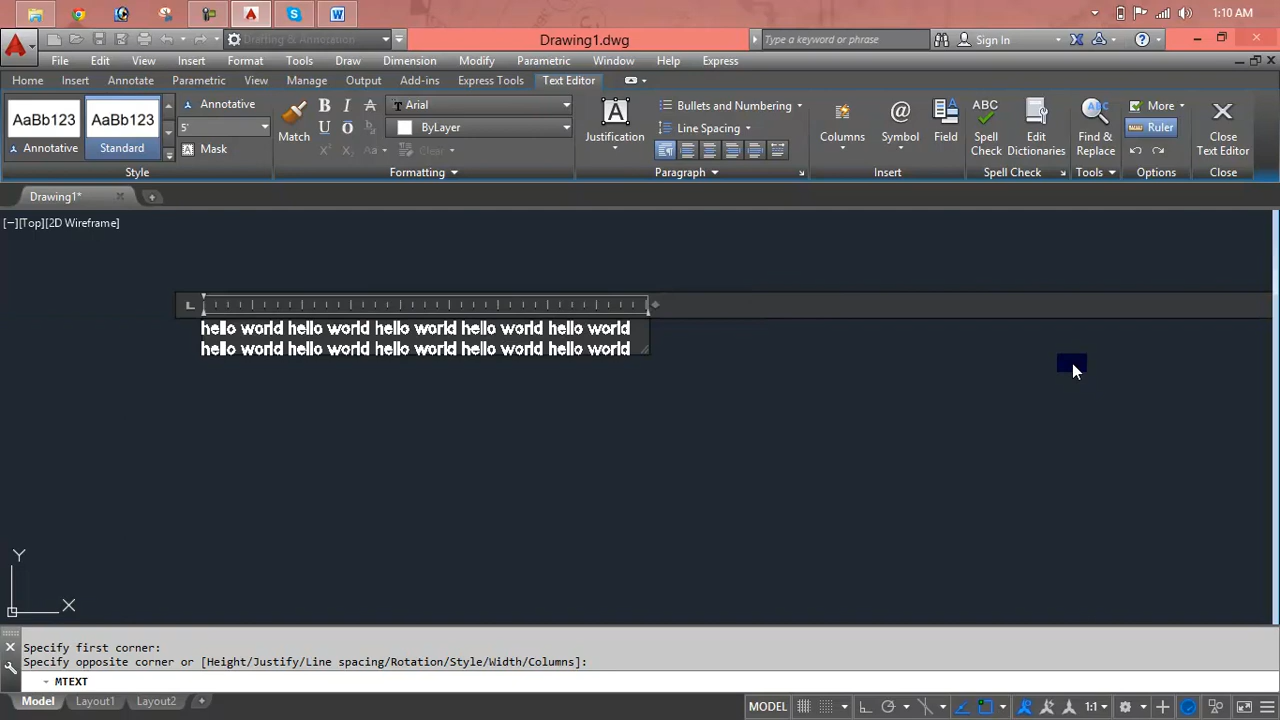 1:10 AM
Drafting & Annotation
Drawing1.dwg
Type a keyword or phrase
Sign In
File Edit View Insert Format Tools Draw Dimension Modify Parametric Window Help Express
Home Insert Annotate Parametric View Manage Output Add-ins Express Tools Text Editor
AaBb123 AaBb123
Annotative Standard
Annotative
5'
Mask
Style
Match
B I A
Arial
U O
ByLayer
Aa Clear
Formatting
A
Justification
Bullets and Numbering
Line Spacing
Paragraph
Columns
@
Symbol
Field
Insert
ABC
Spell Check
Edit Dictionaries
Spell Check
Find & Replace
Tools
More
Ruler
Options
Close Text Editor
Close
Drawing1*
[−][Top][2D Wireframe]
hello world hello world hello world hello world hello world
hello world hello world hello world hello world hello world
Y
X
Specify first corner:
Specify opposite corner or [Height/Justify/Line spacing/Rotation/Style/Width/Columns]:
MTEXT
Model Layout1 Layout2 +
MODEL
1:1